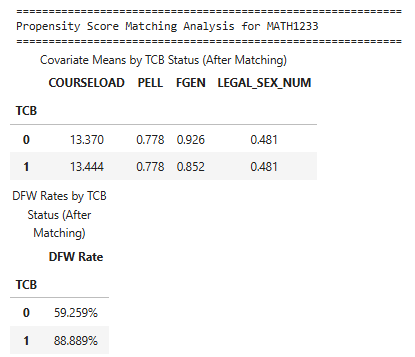 ============================================================
Propensity Score Matching Analysis for MATH1233
============================================================
Covariate Means by TCB Status (After Matching)
COURSELOAD PELL FGEN LEGAL_SEX_NUM
TCB
0 13.370 0.778 0.926 0.481
1 13.444 0.778 0.852 0.481
DFW Rates by TCB
Status (After
Matching)
DFW Rate
TCB
0 59.259%
1 88.889%